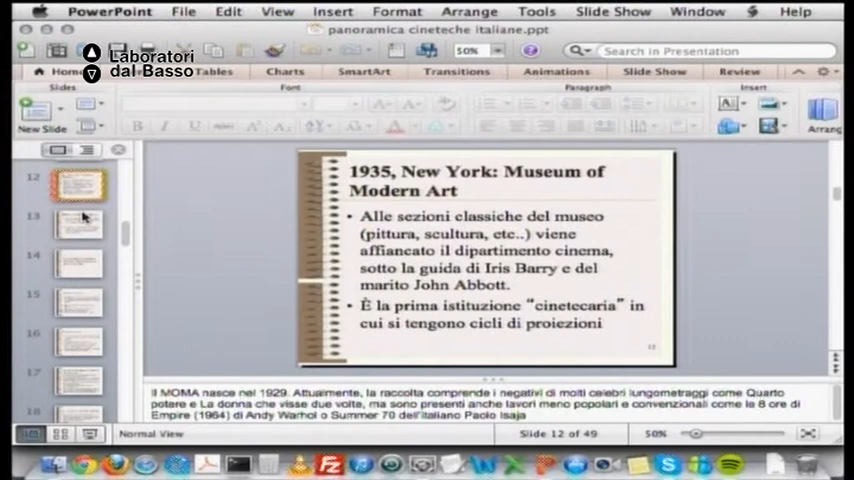 PowerPoint File Edit View Insert Format Arrange Tools Slide Show Window Help
panoramica cineteche italiane.ppt
50% Search in Presentation
Laboratori
dal Basso
Home Tables Charts SmartArt Transitions Animations Slide Show Review
Slides Font Paragraph Insert
New Slide
B I U
Arrang
12
13
14
15
16
17
18
1935, New York: Museum of
Modern Art
• Alle sezioni classiche del museo
(pittura, scultura, etc..) viene
affiancato il dipartimento cinema,
sotto la guida di Iris Barry e del
marito John Abbott.
• È la prima istituzione “cinetecaria” in
cui si tengono cicli di proiezioni
12
Il MOMA nasce nel 1929. Attualmente, la raccolta comprende i negativi di molti celebri lungometraggi come Quarto
potere e La donna che visse due volte, ma sono presenti anche lavori meno popolari e convenzionali come le 8 ore di
Empire (1964) di Andy Warhol o Summer 70 dell'italiano Paolo Isaja
Normal View Slide 12 of 49 50%